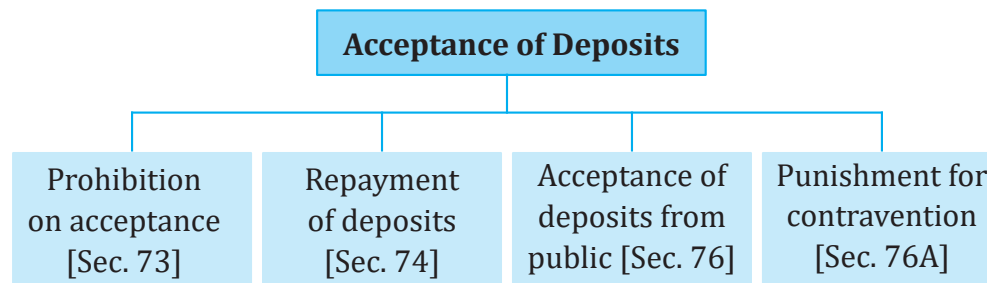 Acceptance of Deposits
Prohibition
on acceptance
[Sec. 73]
Repayment
of deposits
[Sec. 74]
Acceptance of
deposits from
public [Sec. 76]
Punishment for
contravention
[Sec. 76A]